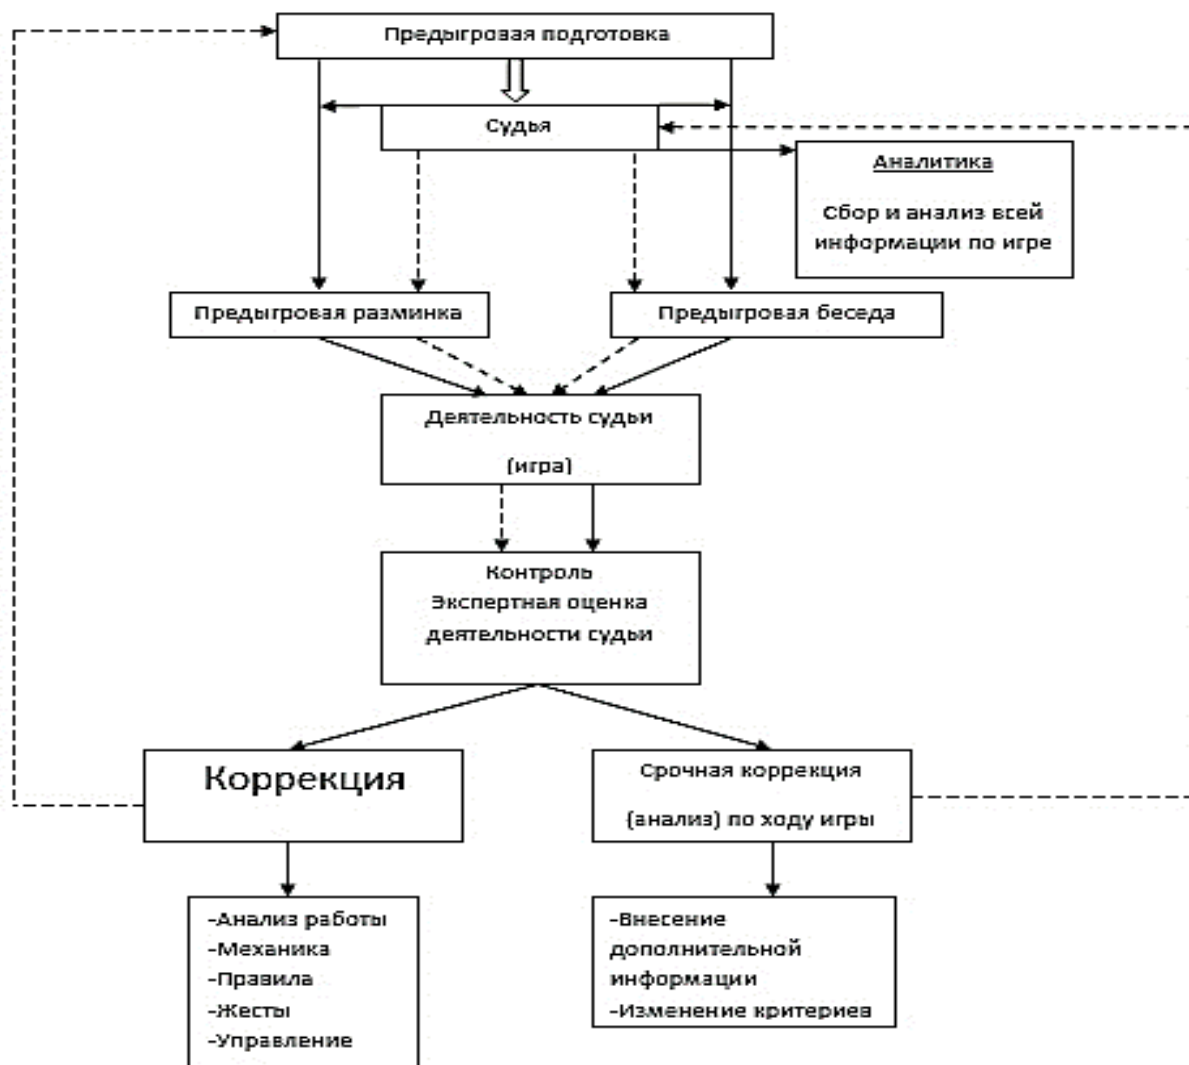 Предыгровая подготовка
Судья
Аналитика
Сбор и анализ всей
информации по игре
Предыгровая разминка
Предыгровая беседа
Деятельность судьи
(игра)
Контроль
Экспертная оценка
деятельности судьи
Коррекция
Срочная коррекция
(анализ) по ходу игры
-Анализ работы
-Механика
-Правила
-Жесты
-Управление
-Внесение
дополнительной
информации
-Изменение критериев